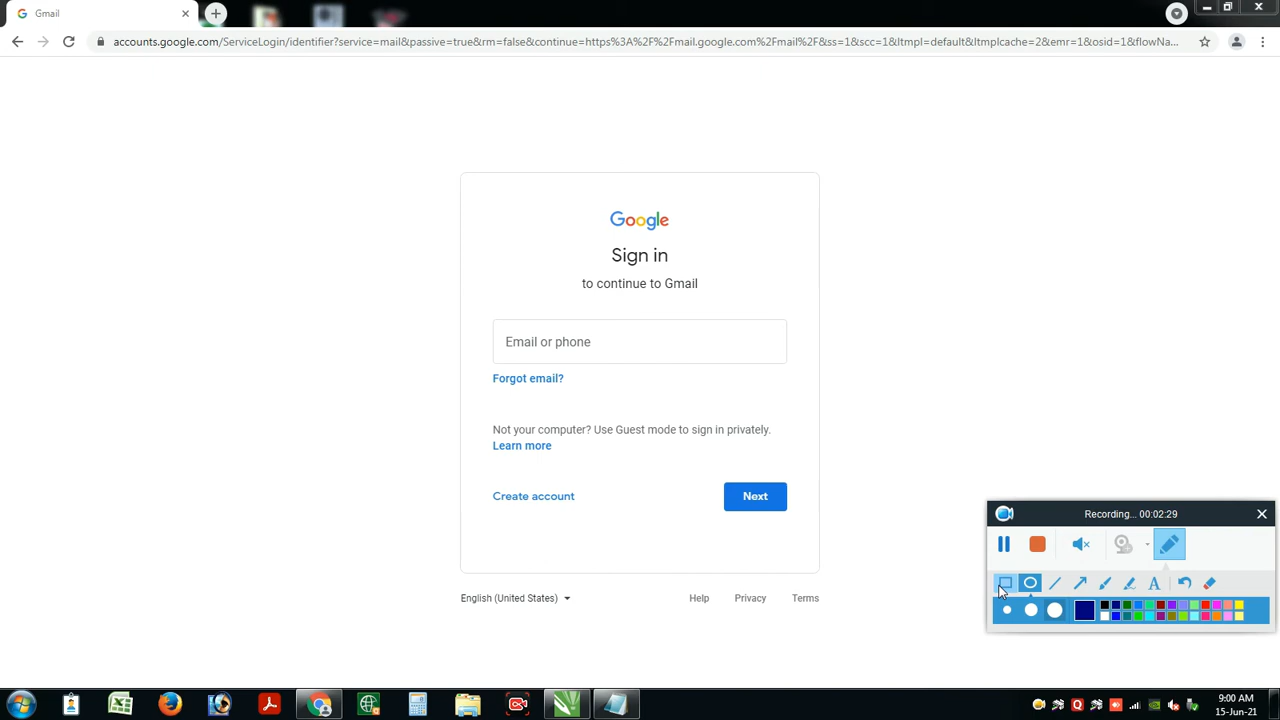 Gmail
accounts.google.com/ServiceLogin/identifier?service=mail&passive=true&rm=false&continue=https%3A%2F%2Fmail.google.com%2Fmail%2F&ss=1&scc=1&ltmpl=default&ltmplcache=2&emr=1&osid=1&flowNa...
Google
Sign in
to continue to Gmail
Email or phone
Forgot email?
Not your computer? Use Guest mode to sign in privately.
Learn more
Create account
Next
Recording... 00:02:29
A
English (United States)
Help
Privacy
Terms
9:00 AM
15-Jun-21